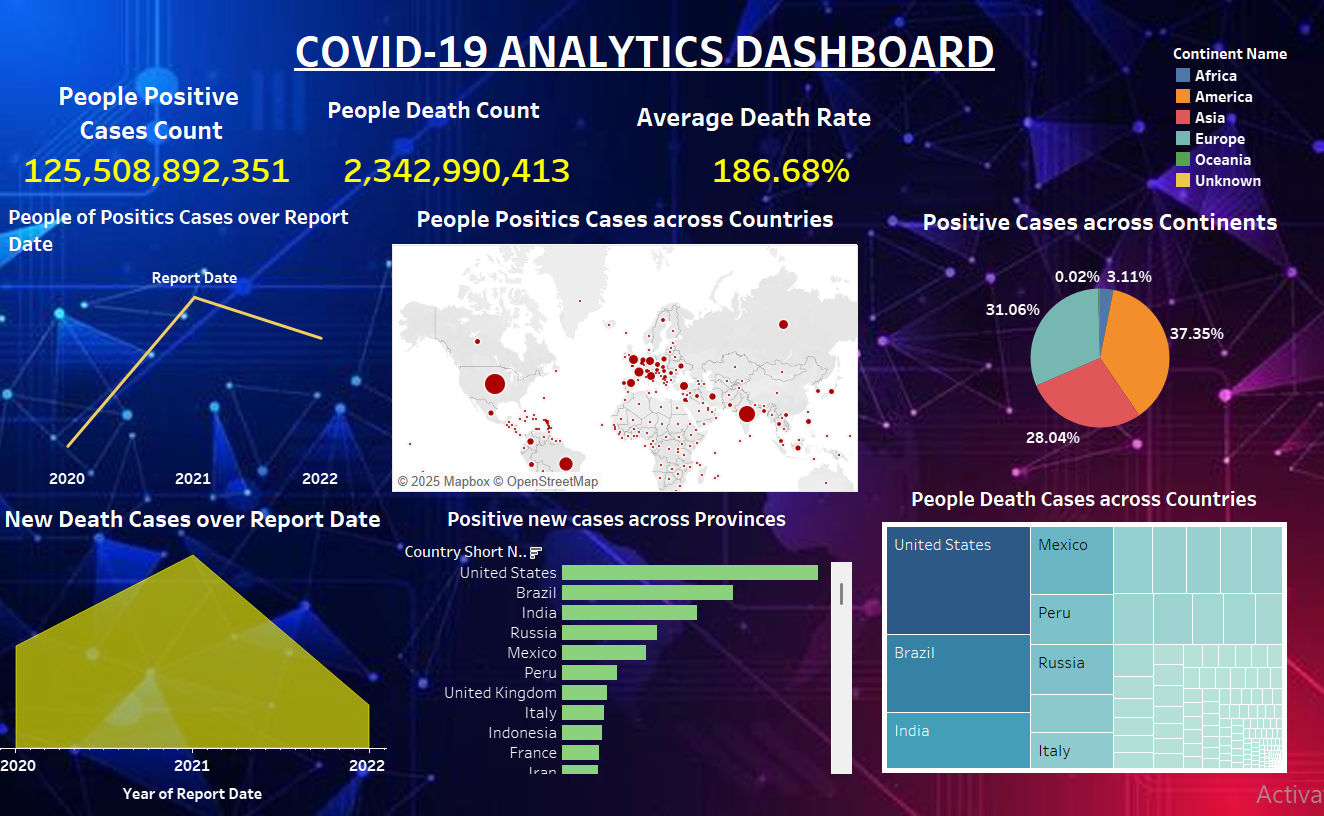 COVID-19 ANALYTICS DASHBOARD
People Positive
Cases Count
125,508,892,351
People Death Count
2,342,990,413
Average Death Rate
186.68%
Continent Name
Africa
America
Asia
Europe
Oceania
Unknown
People of Positics Cases over Report
Date
Report Date
2020
2021
2022
People Positics Cases across Countries
© 2025 Mapbox © OpenStreetMap
Positive Cases across Continents
0.02%
3.11%
31.06%
37.35%
28.04%
New Death Cases over Report Date
2020
2021
2022
Year of Report Date
Positive new cases across Provinces
Country Short N..
United States
Brazil
India
Russia
Mexico
Peru
United Kingdom
Italy
Indonesia
France
Iran
People Death Cases across Countries
United States
Mexico
Peru
Brazil
Russia
India
Italy
Activa